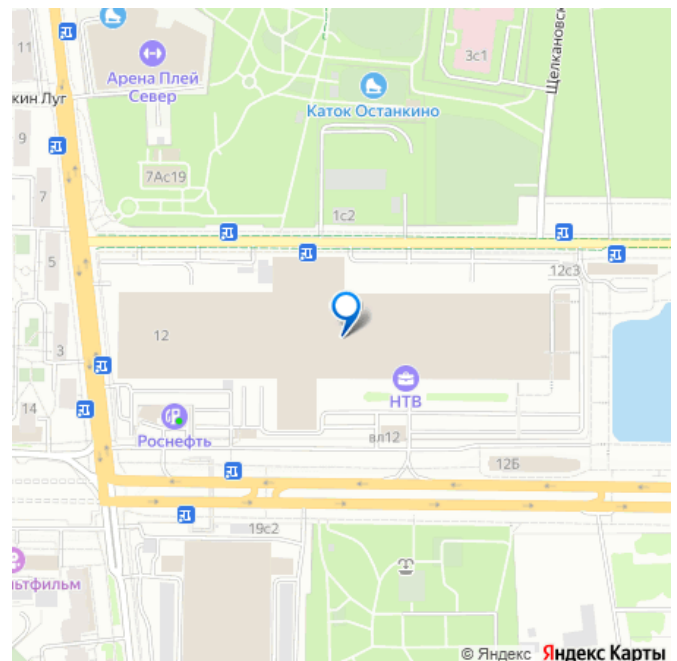 11
Арена Плей
Север
3с1
Щелкановск
Каток Останкино
кин Луг
9
7Ас19
7
1с2
5
12с3
12
3
НТВ
14
Роснефть
вл12
12Б
19с2
льтфильм
© Яндекс Яндекс Карты